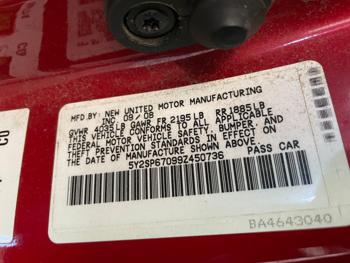 MFD.BY: NEW UNITED MOTOR MANUFACTURING
INC. 09/08
GVWR 4035LB GAWR FR 2195LB RR 1885LB
THIS VEHICLE CONFORMS TO ALL APPLICABLE
FEDERAL MOTOR VEHICLE SAFETY, BUMPER, AND
THEFT PREVENTION STANDARDS IN EFFECT ON
THE DATE OF MANUFACTURE SHOWN ABOVE.
5Y2SP67099Z450736 PASS CAR
BA4643040
CO